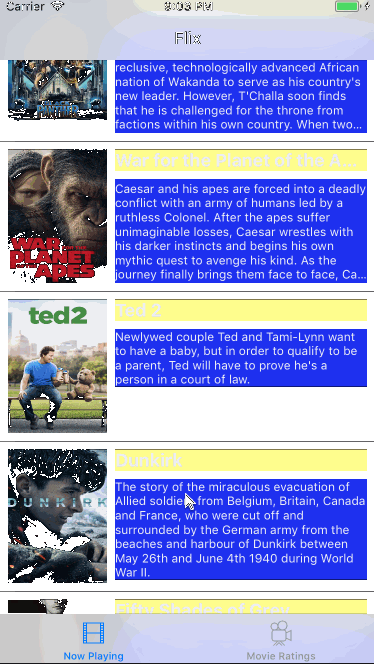 Carrier 9:03 PM
Flix
reclusive, technologically advanced African
nation of Wakanda to serve as his country's
new leader. However, T'Challa soon finds
that he is challenged for the throne from
factions within his own country. When two...
War for the Planet of the A...
Caesar and his apes are forced into a deadly
conflict with an army of humans led by a
ruthless Colonel. After the apes suffer
unimaginable losses, Caesar wrestles with
his darker instincts and begins his own
mythic quest to avenge his kind. As the
journey finally brings them face to face, Ca...
WAR
FOR THE
PLANET
OF THE
APES
Ted 2
ted2
Newlywed couple Ted and Tami-Lynn want
to have a baby, but in order to qualify to be
a parent, Ted will have to prove he's a
person in a court of law.
Dunkirk
DUNKIRK
The story of the miraculous evacuation of
Allied soldiers from Belgium, Britain, Canada
and France, who were cut off and
surrounded by the German army from the
beaches and harbour of Dunkirk between
May 26th and June 4th 1940 during World
War II.
Fifty Shades of Grey
Now Playing
Movie Ratings